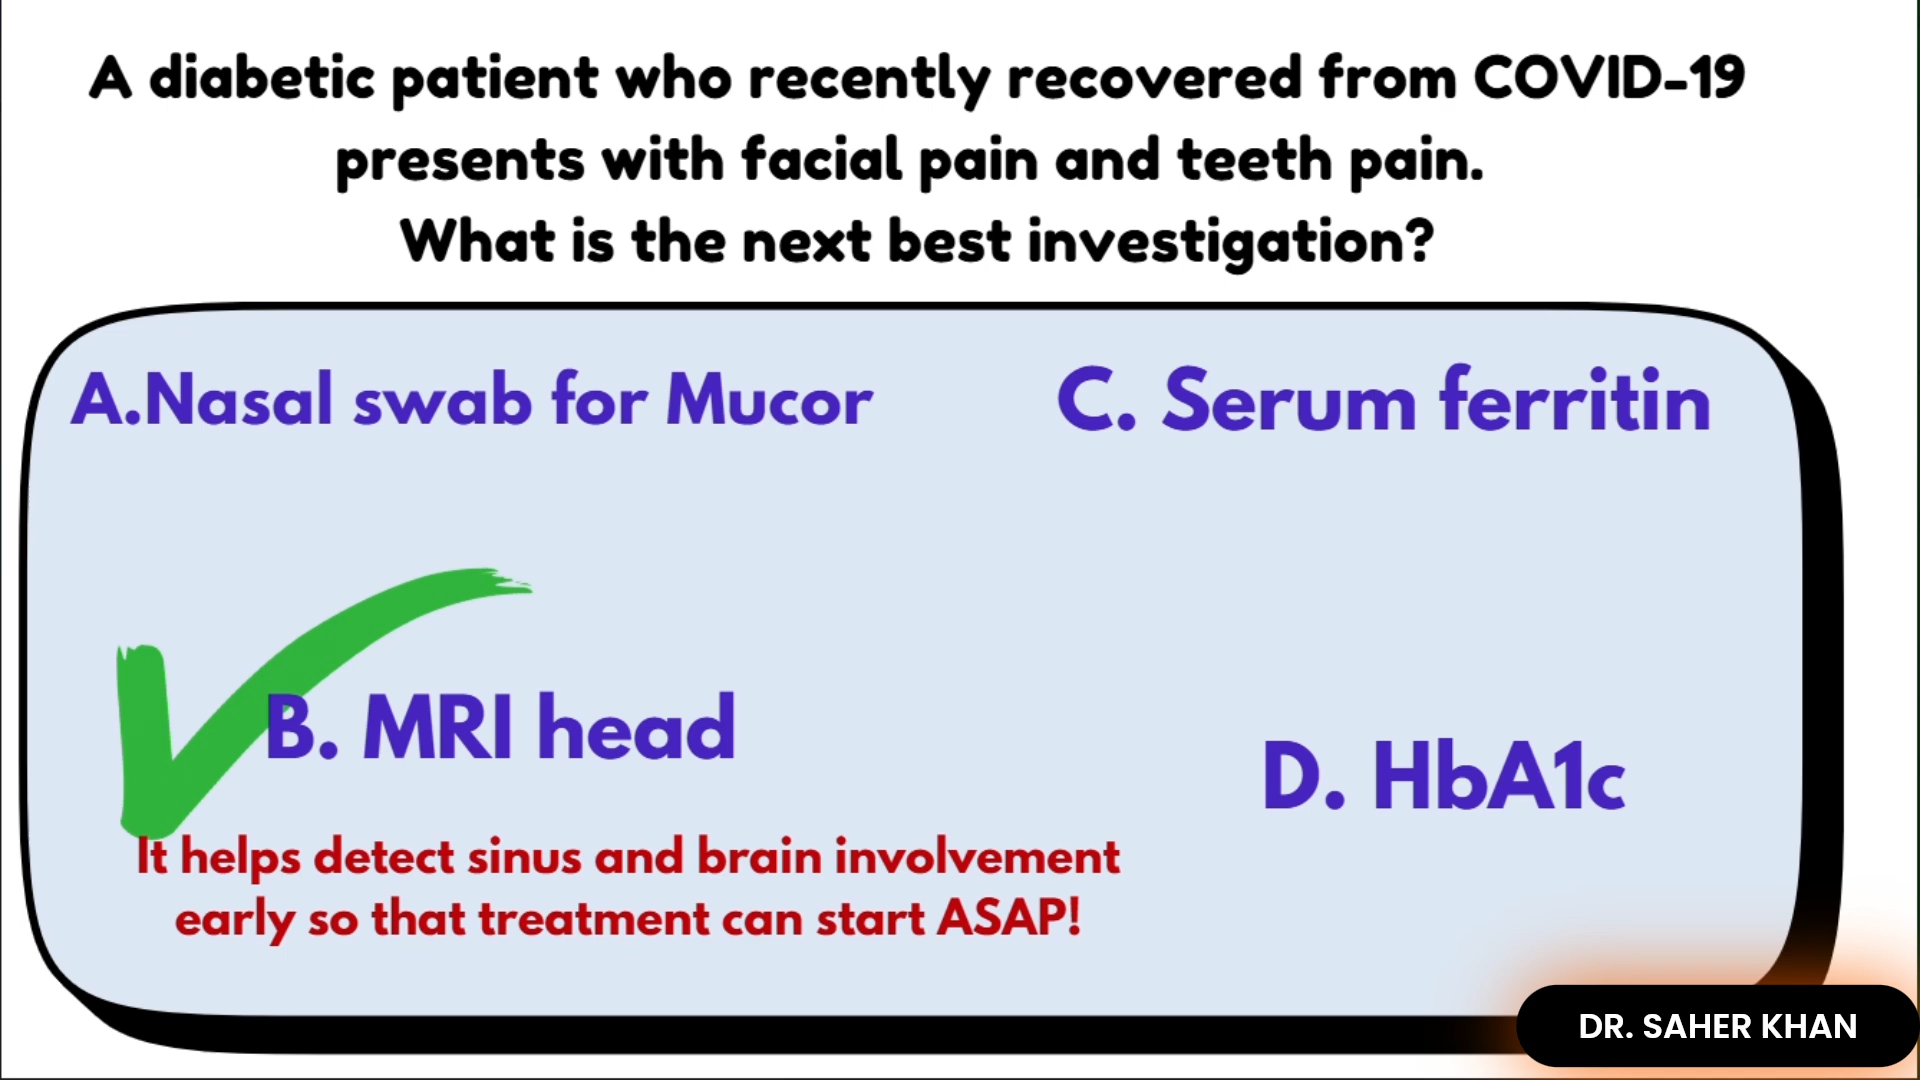 A diabetic patient who recently recovered from COVID-19
presents with facial pain and teeth pain.
What is the next best investigation?
A.Nasal swab for Mucor
C. Serum ferritin
B. MRI head
D. HbA1c
It helps detect sinus and brain involvement
early so that treatment can start ASAP!
DR. SAHER KHAN